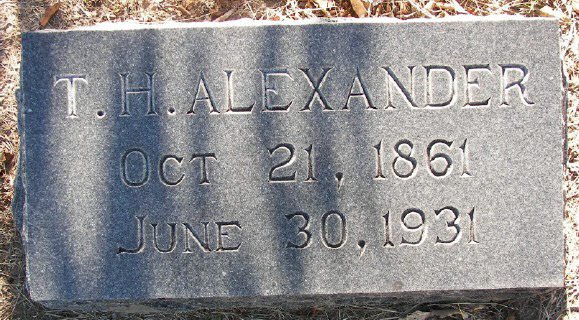 T. H. ALEXANDER
OCT 21, 1861
JUNE 30, 1931